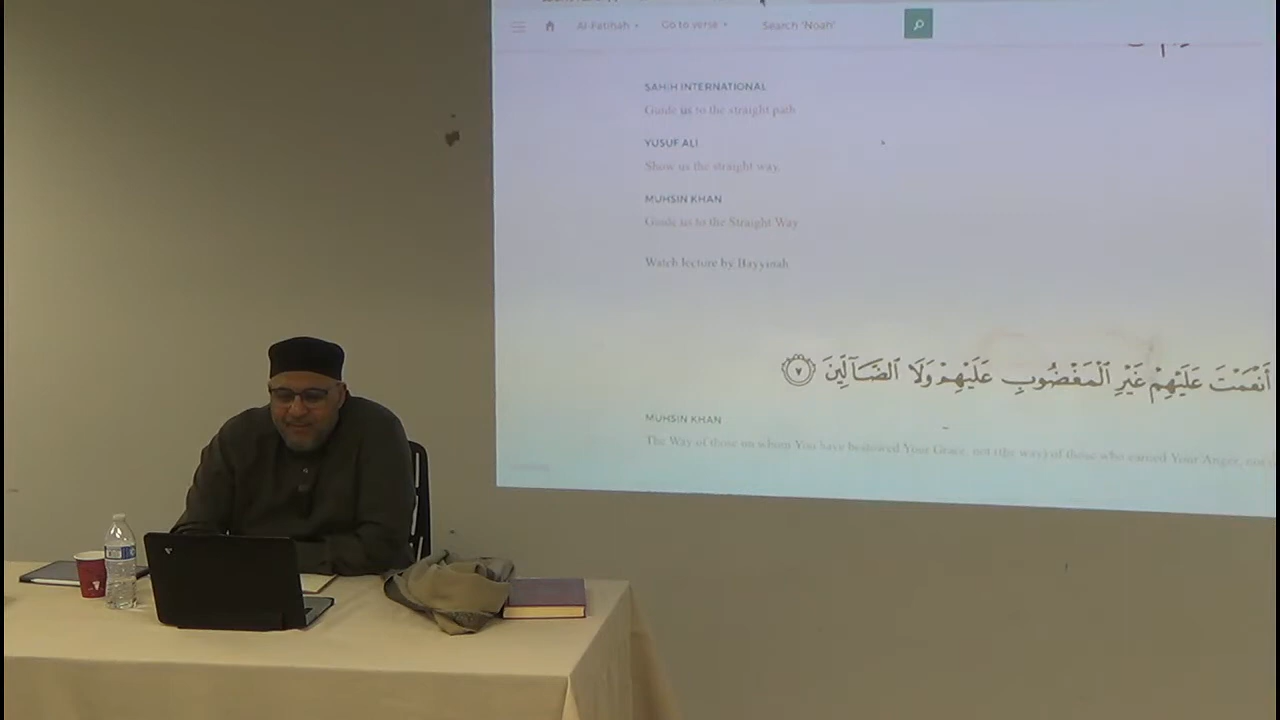 Al-Fatihah Go to verse Search 'Noah'
SAHIH INTERNATIONAL
Guide us to the straight path
YUSUF ALI
Show us the straight way
MUHSIN KHAN
Guide us to the Straight Way
Watch lecture by Bayyinah
أَنْعَمْتَ عَلَيْهِمْ غَيْرِ ٱلْمَغْضُوبِ عَلَيْهِمْ وَلَا ٱلضَّآلِّينَ ٧
MUHSIN KHAN
The Way of those on whom You have bestowed Your Grace, not (the way) of those who earned Your Anger,